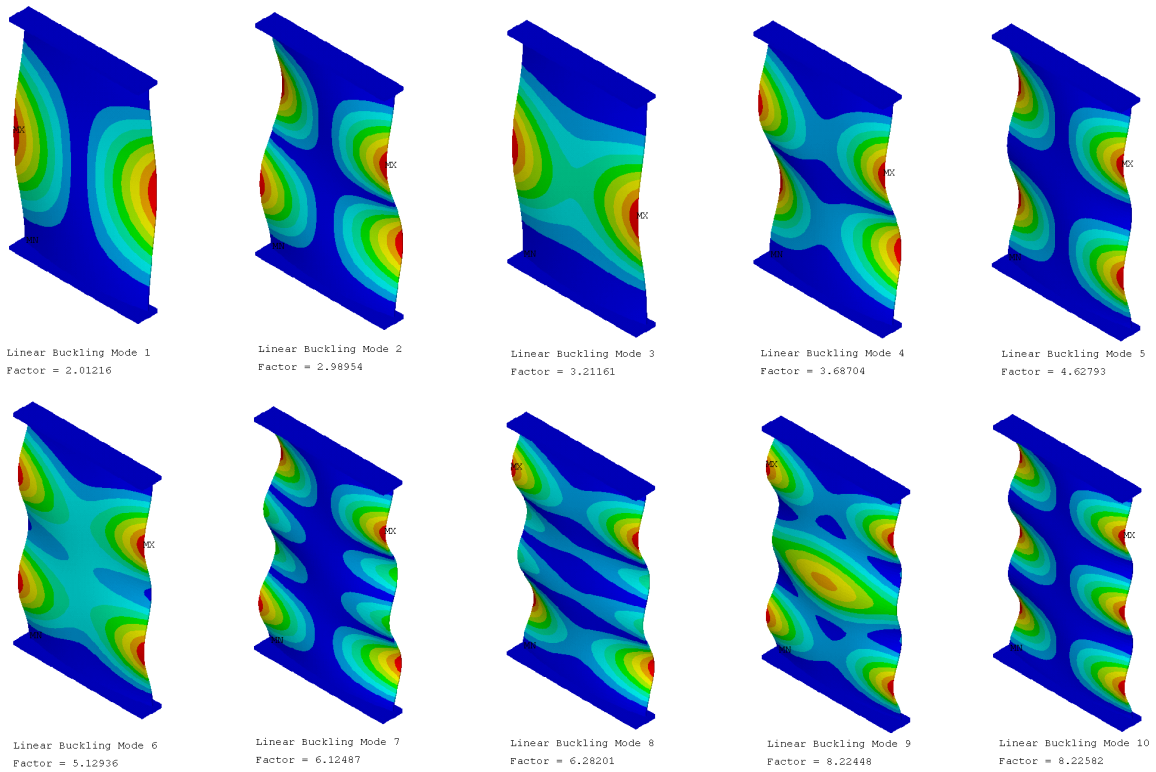 MX
MN
Linear Buckling Mode 1
Factor = 2.01216
MX
MN
Linear Buckling Mode 2
Factor = 2.98954
MX
Linear Buckling Mode 3
Factor = 3.21161
MX
MN
Linear Buckling Mode 4
Factor = 3.68704
MX
MN
Linear Buckling Mode 5
Factor = 4.62793
MX
MN
Linear Buckling Mode 6
Factor = 5.12936
MX
MN
Linear Buckling Mode 7
Factor = 6.12487
MX
MN
Linear Buckling Mode 8
Factor = 6.28201
MX
MN
Linear Buckling Mode 9
Factor = 8.22448
MX
MN
Linear Buckling Mode 10
Factor = 8.22582